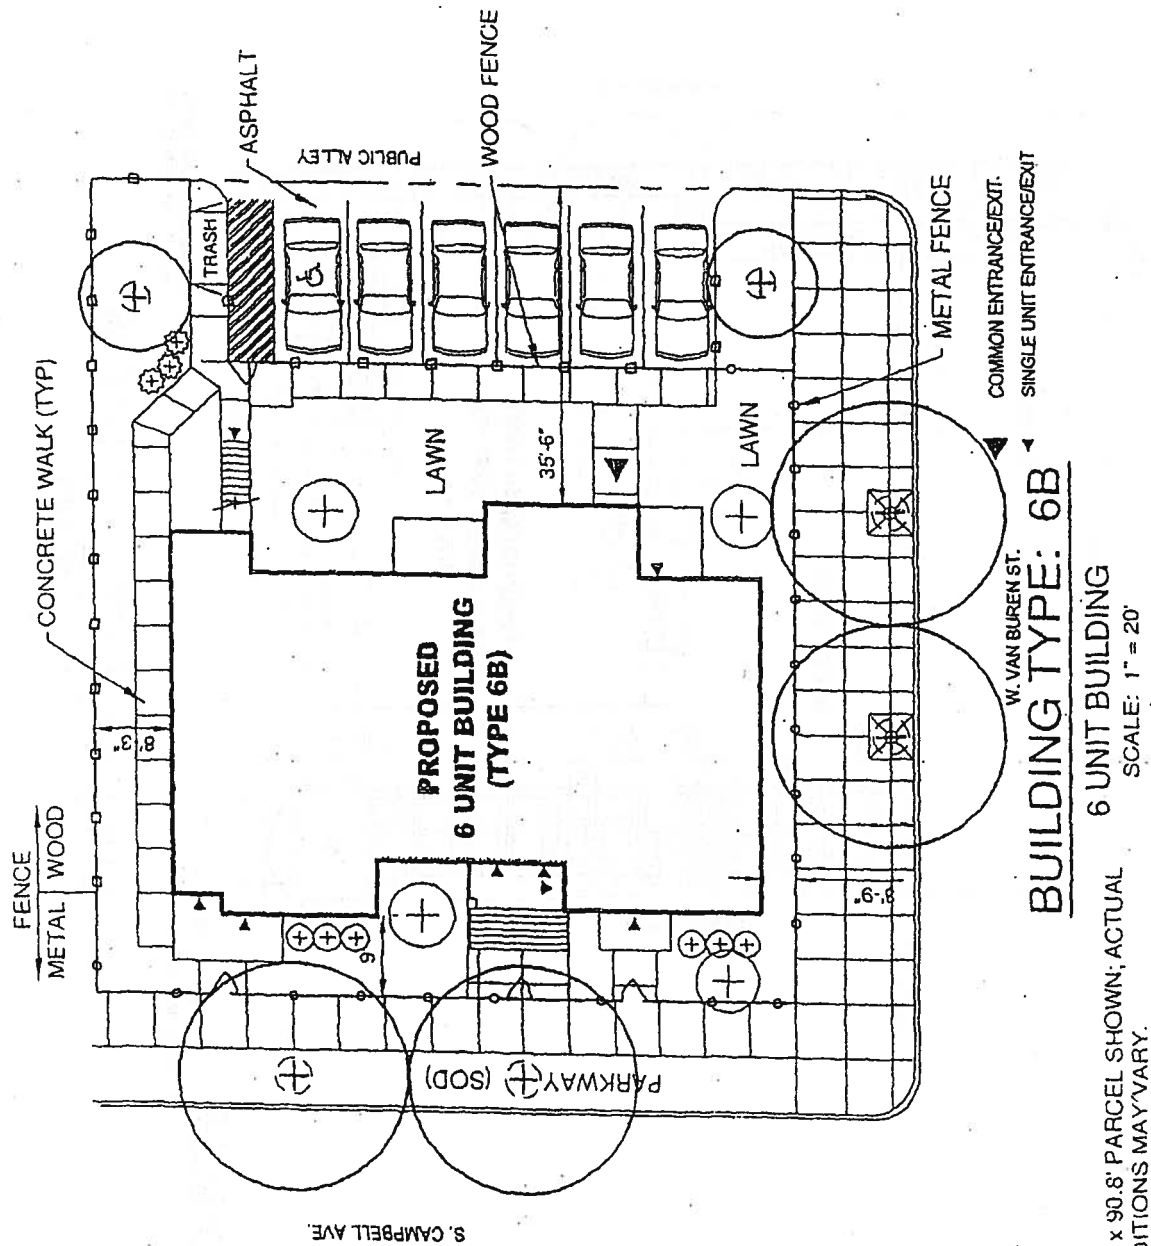 FENCE
METAL
WOOD
CONCRETE WALK (TYP)
ASPHALT
PUBLIC ALLEY
WOOD FENCE
TRASH
8'-3"
LAWN
35'-6"
LAWN
PROPOSED
6 UNIT BUILDING
(TYPE 6B)
9'
METAL FENCE
3'-9"
PARKWAY
(SOD)
S. CAMPBELL AVE.
W. VAN BUREN ST.
COMMON ENTRANCE/EXIT.
SINGLE UNIT ENTRANCE/EXIT
BUILDING TYPE: 6B
6 UNIT BUILDING
SCALE: 1" = 20'
x 90.8' PARCEL SHOWN; ACTUAL
DITIONS MAY VARY.